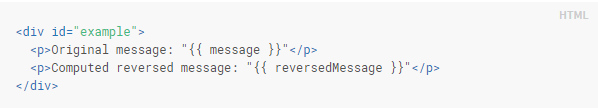 HTML
<div id="example">
  <p>Original message: "{{ message }}"</p>
  <p>Computed reversed message: "{{ reversedMessage }}"</p>
</div>